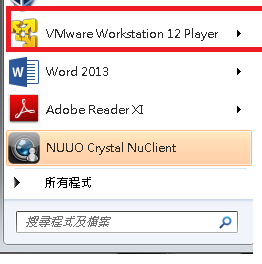 VMware Workstation 12 Player
Word 2013
Adobe Reader XI
NUUO Crystal NuClient
所有程式
搜尋程式及檔案